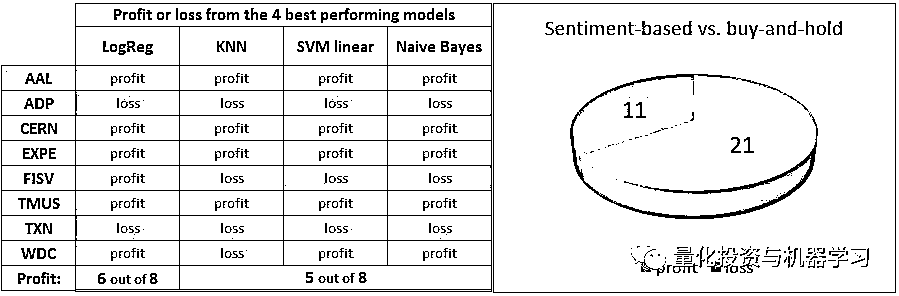 Profit or loss from the 4 best performing models
LogReg KNN SVM linear Naive Bayes
AAL profit profit profit profit
ADP loss loss loss loss
CERN profit profit profit profit
EXPE profit profit profit profit
FISV profit loss loss loss
TMUS profit profit profit profit
TXN loss loss loss loss
WDC profit loss profit profit
Profit: 6 out of 8 5 out of 8
Sentiment-based vs. buy-and-hold
11
21
profit loss
量化投资与机器学习